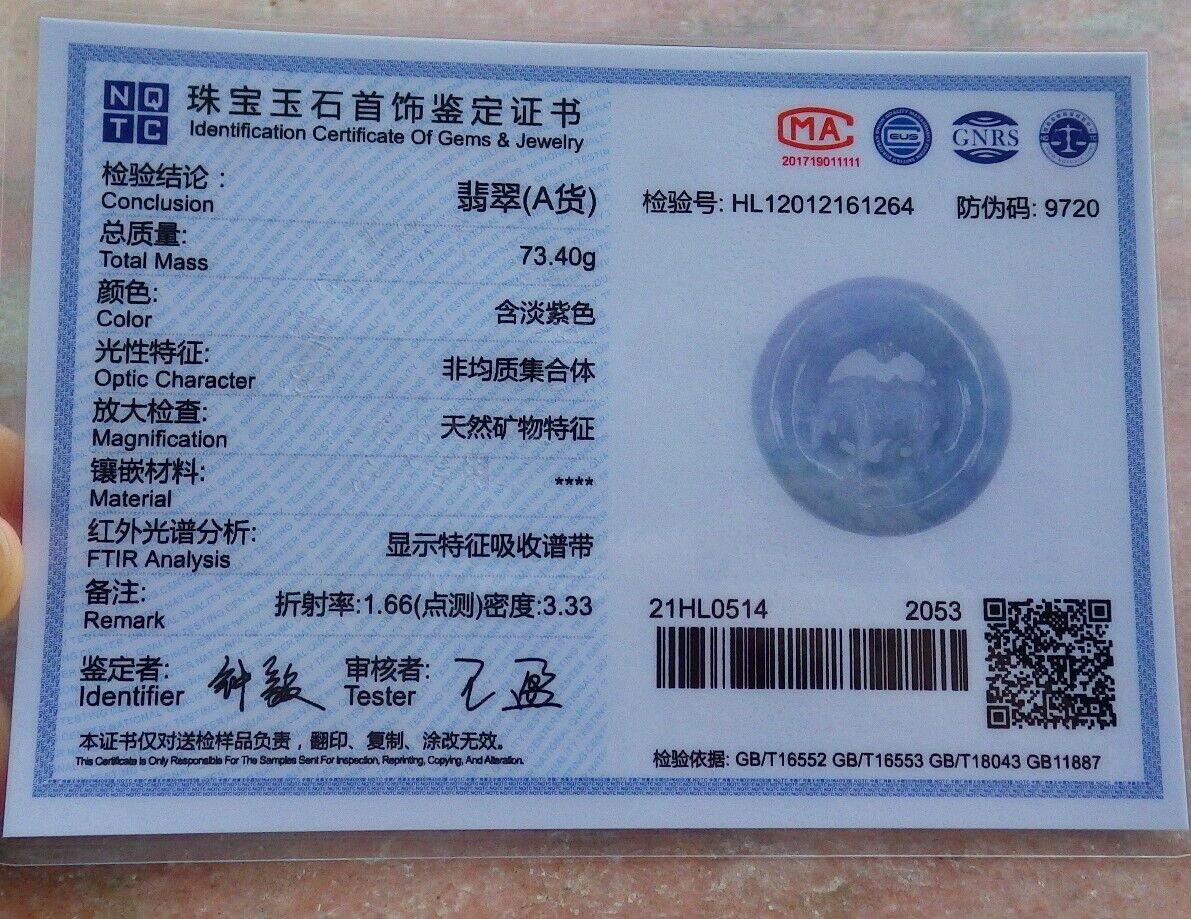 NQ
TC
珠宝玉石首饰鉴定证书
Identification Certificate Of Gems & Jewelry
检验结论:
Conclusion
翡翠(A货)
总质量:
Total Mass
73.40g
颜色:
Color
含淡紫色
光性特征:
Optic Character
非均质集合体
放大检查:
Magnification
天然矿物特征
镶嵌材料:
Material
****
红外光谱分析:
FTIR Analysis
显示特征吸收谱带
备注:
Remark
折射率:1.66(点测)密度:3.33
鉴定者:
Identifier
审核者:
Tester
本证书仅对送检样品负责，翻印、复制、涂改无效。
This Certificate is Only Responsible For The Samples Sent For Inspection, Reprinting, Copying, And Alteration.
MA
201719011111
EUS
GNRS
检验号: HL12012161264 防伪码: 9720
21HL0514 2053
检验依据: GB/T16552 GB/T16553 GB/T18043 GB11887